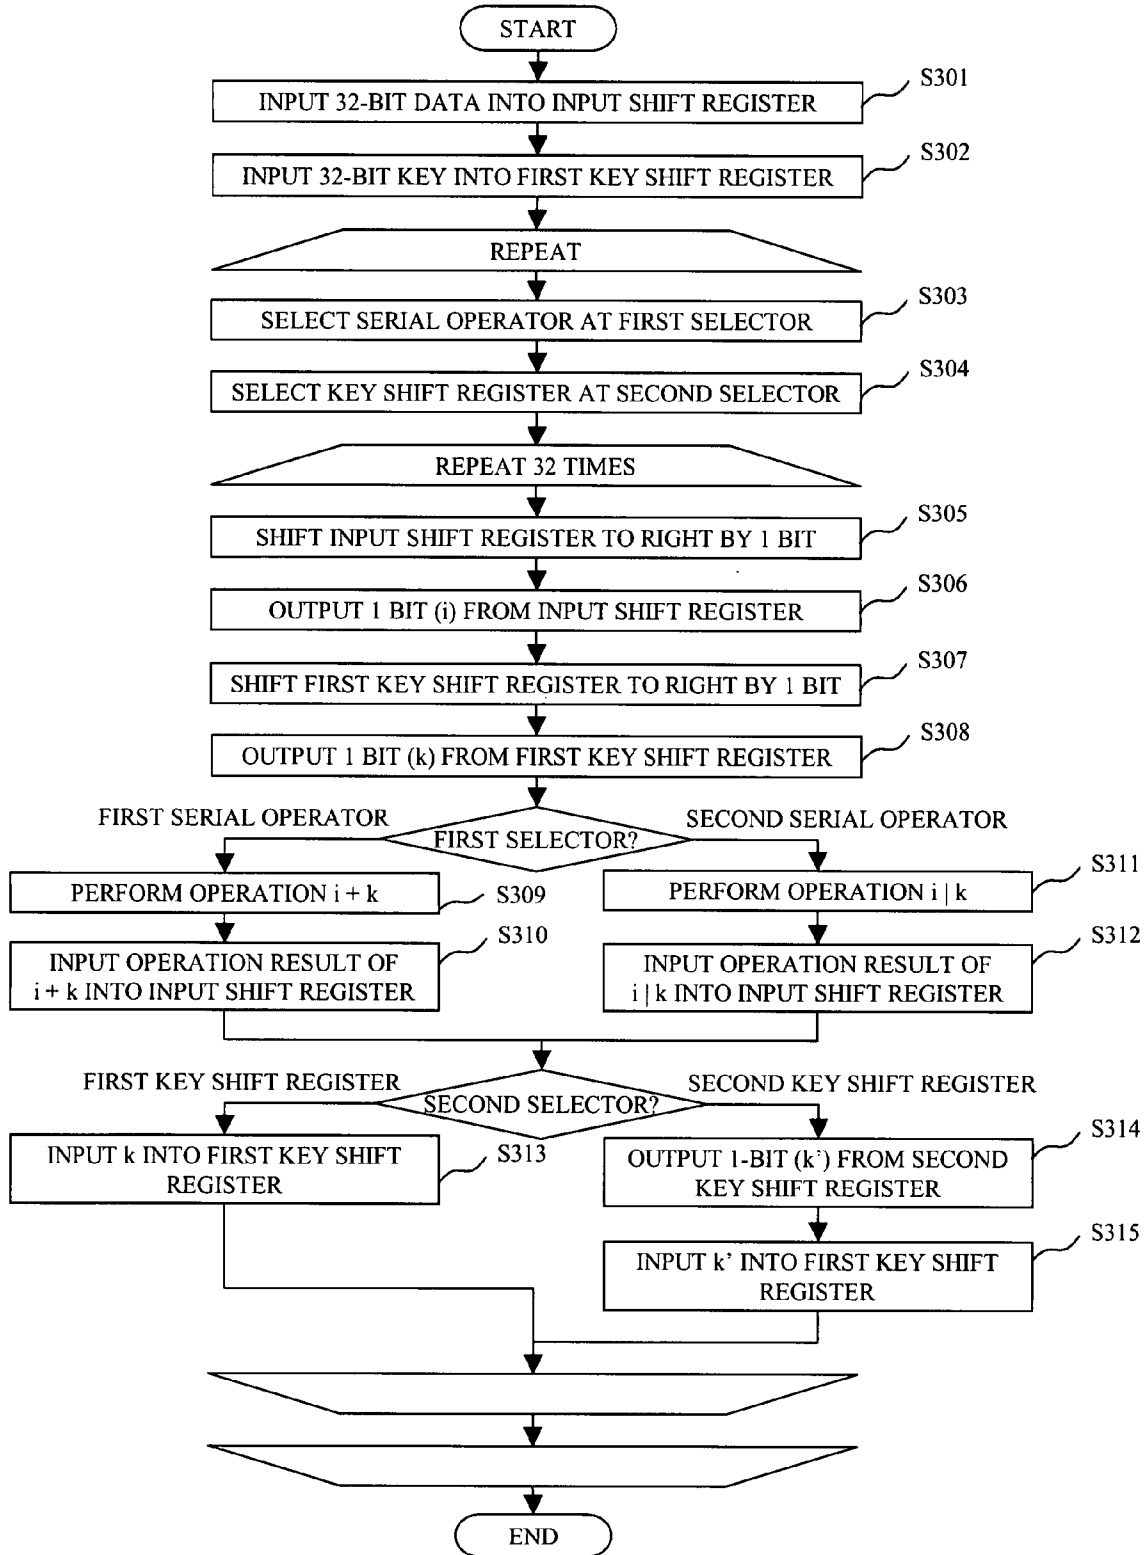 START
INPUT 32-BIT DATA INTO INPUT SHIFT REGISTER
S301
INPUT 32-BIT KEY INTO FIRST KEY SHIFT REGISTER
S302
REPEAT
SELECT SERIAL OPERATOR AT FIRST SELECTOR
S303
SELECT KEY SHIFT REGISTER AT SECOND SELECTOR
S304
REPEAT 32 TIMES
SHIFT INPUT SHIFT REGISTER TO RIGHT BY 1 BIT
S305
OUTPUT 1 BIT (i) FROM INPUT SHIFT REGISTER
S306
SHIFT FIRST KEY SHIFT REGISTER TO RIGHT BY 1 BIT
S307
OUTPUT 1 BIT (k) FROM FIRST KEY SHIFT REGISTER
S308
FIRST SERIAL OPERATOR
FIRST SELECTOR?
SECOND SERIAL OPERATOR
PERFORM OPERATION i + k
S309
PERFORM OPERATION i | k
S311
INPUT OPERATION RESULT OF
i + k INTO INPUT SHIFT REGISTER
S310
INPUT OPERATION RESULT OF
i | k INTO INPUT SHIFT REGISTER
S312
FIRST KEY SHIFT REGISTER
SECOND SELECTOR?
SECOND KEY SHIFT REGISTER
INPUT k INTO FIRST KEY SHIFT
REGISTER
S313
OUTPUT 1-BIT (k') FROM SECOND
KEY SHIFT REGISTER
S314
INPUT k' INTO FIRST KEY SHIFT
REGISTER
S315
END